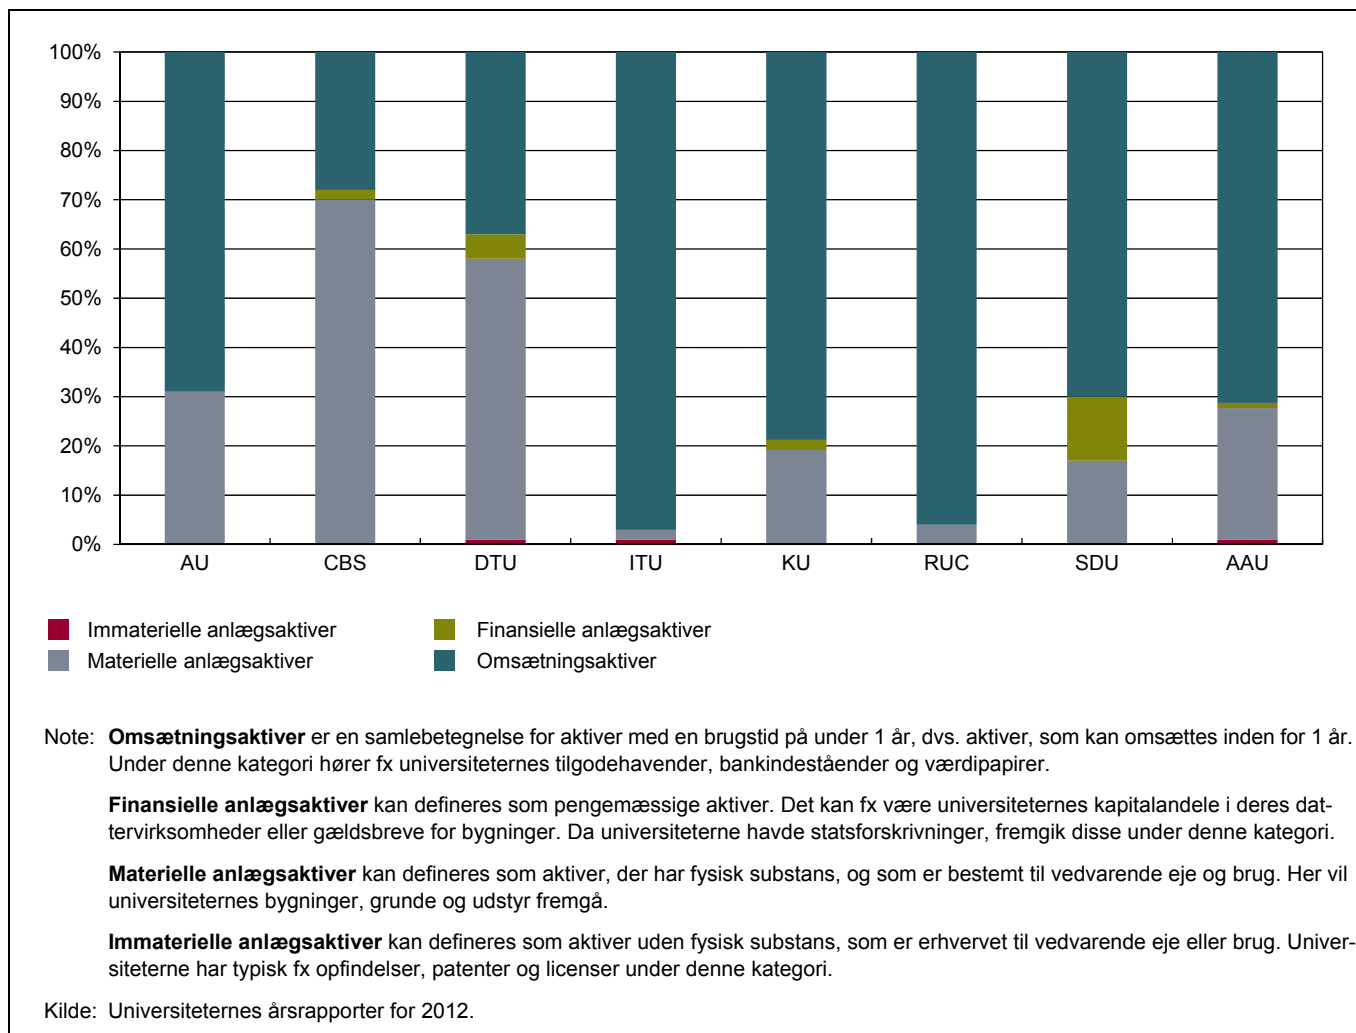 100%
90%
80%
70%
60%
50%
40%
30%
20%
10%
0%
AU CBS DTU ITU KU RUC SDU AAU
Immaterielle anlægsaktiver Finansielle anlægsaktiver
Materielle anlægsaktiver Omsætningsaktiver
Note: Omsætningsaktiver er en samlebetegnelse for aktiver med en brugstid på under 1 år, dvs. aktiver, som kan omsættes inden for 1 år.
Under denne kategori hører fx universiteternes tilgodehavender, bankindeståender og værdipapirer.
Finansielle anlægsaktiver kan defineres som pengemæssige aktiver. Det kan fx være universiteternes kapitalandele i deres dat-
tervirksomheder eller gældsbreve for bygninger. Da universiteterne havde statsforskrivninger, fremgik disse under denne kategori.
Materielle anlægsaktiver kan defineres som aktiver, der har fysisk substans, og som er bestemt til vedvarende eje og brug. Her vil
universiteternes bygninger, grunde og udstyr fremgå.
Immaterielle anlægsaktiver kan defineres som aktiver uden fysisk substans, som er erhvervet til vedvarende eje eller brug. Univer-
siteterne har typisk fx opfindelser, patenter og licenser under denne kategori.
Kilde: Universiteternes årsrapporter for 2012.